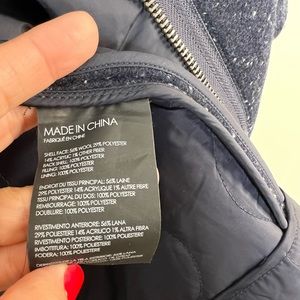 MADE IN CHINA
FABRIQUÉ EN CHINE
SHELL FACE: 56% WOOL 29% POLYESTER
14% ACRYLIC 1% OTHER FIBER
BACK SHELL: 100% POLYESTER
FILLING: 100% POLYESTER
LINING: 100% POLYESTER
ENDROIT DU TISSU PRINCIPAL: 56% LAINE
29% POLYESTER 14% ACRYLIQUE 1% AUTRE FIBRE
TISSU PRINCIPAL DU DOS: 100% POLYESTER
REMBOURRAGE: 100% POLYESTER
DOUBLURE: 100% POLYESTER
RIVESTIMENTO ANTERIORE: 56% LANA
29% POLIESTERE 14% ACRILICO 1% ALTRA FIBRA
RIVESTIMENTO POSTERIORE: 100% POLIESTERE
IMBOTTITURA: 100% POLIESTERE
FODERA: 100% POLIESTERE